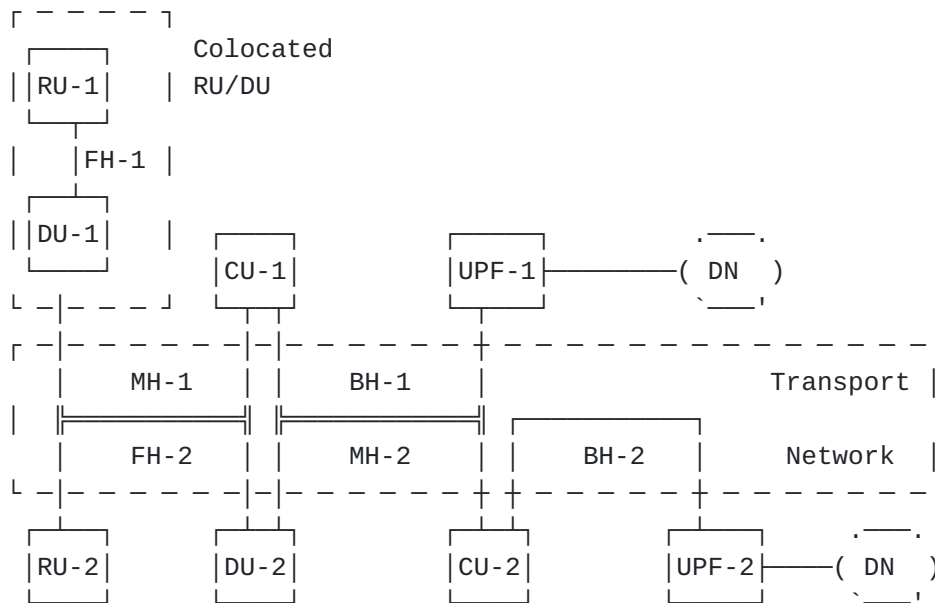 Colocated
RU-1 RU/DU
FH-1
DU-1
CU-1 UPF-1 DN
MH-1 BH-1 Transport
FH-2 MH-2 BH-2 Network
RU-2 DU-2 CU-2 UPF-2 DN